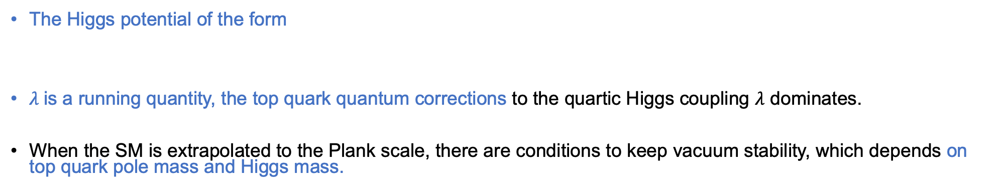 • The Higgs potential of the form
• λ is a running quantity, the top quark quantum corrections to the quartic Higgs coupling λ dominates.
• When the SM is extrapolated to the Plank scale, there are conditions to keep vacuum stability, which depends on
top quark pole mass and Higgs mass.